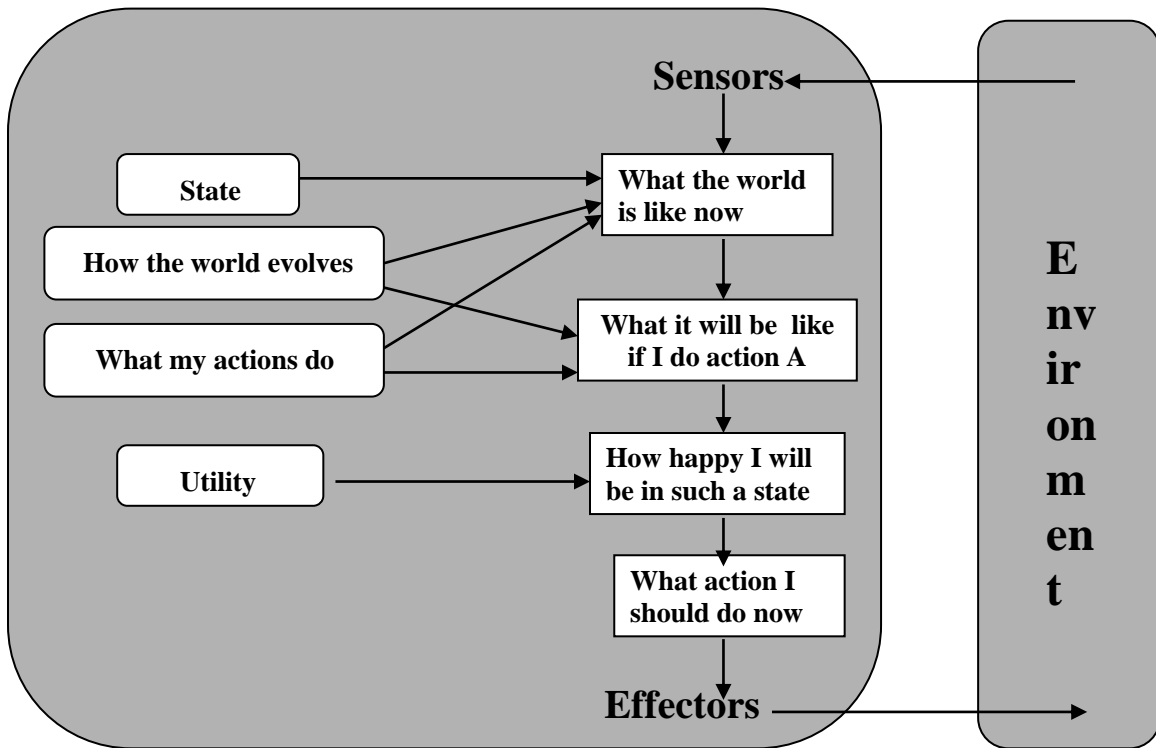 Sensors
State
What the world
is like now
How the world evolves
What it will be like
if I do action A
What my actions do
How happy I will
be in such a state
Utility
What action I
should do now
Effectors
E
nv
ir
on
m
en
t